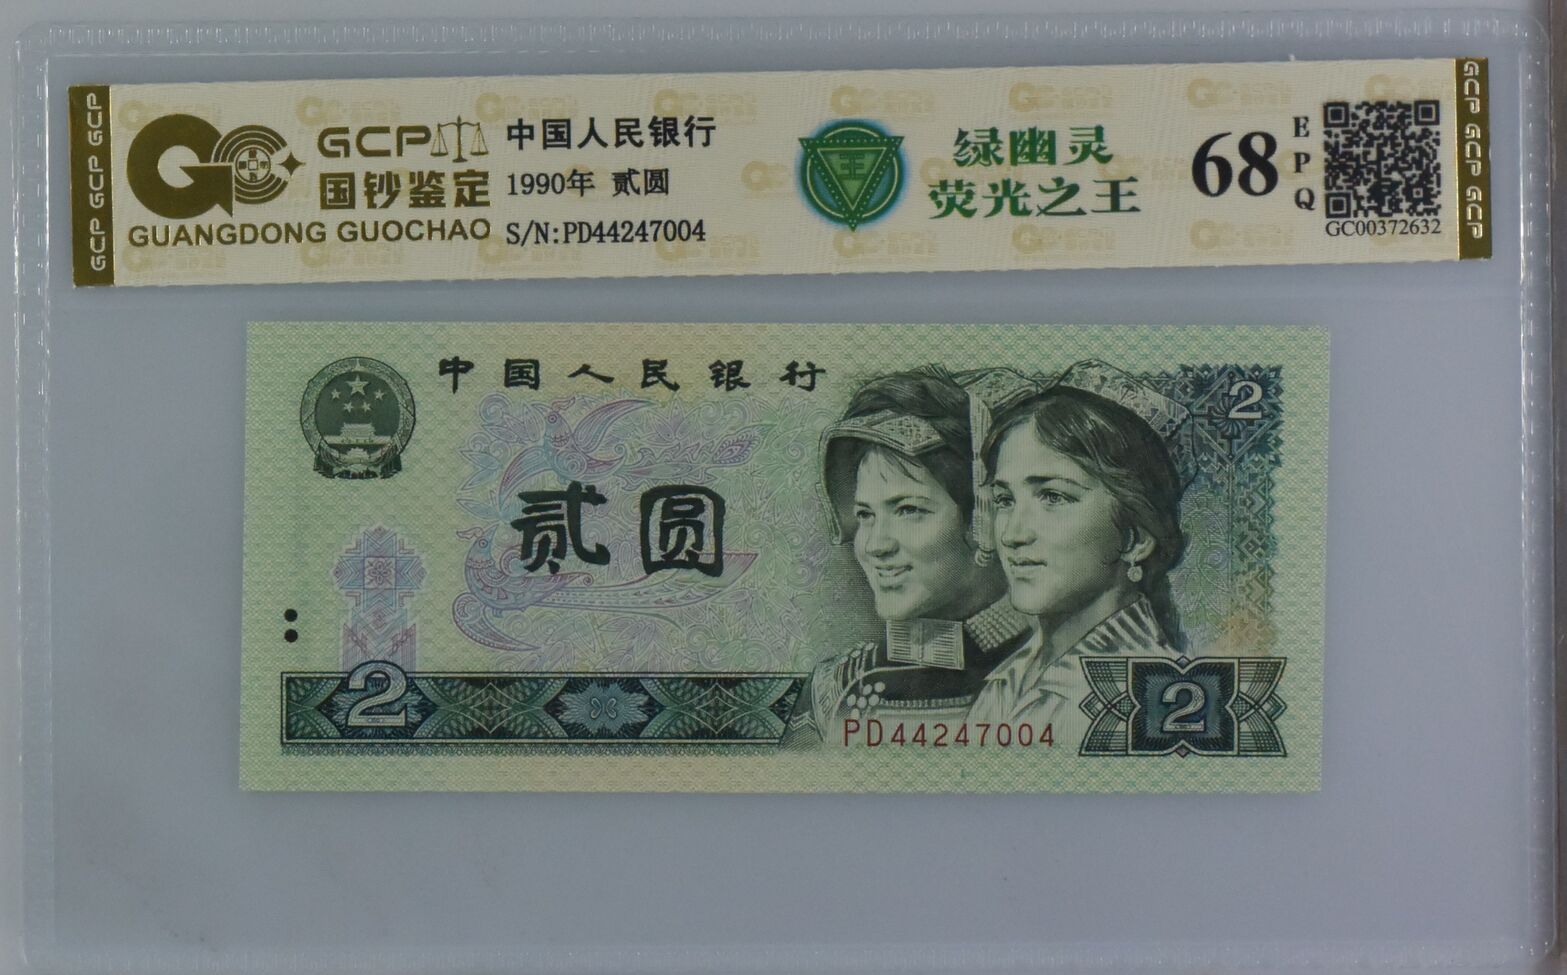 GCP GCP GCP
GCP
国钞鉴定
GUANGDONG GUOCHAO
中国人民银行
1990年 贰圆
S/N:PD44247004
王
绿幽灵
荧光之王
68
EPQ
GC00372632
GCP GCP GCP
中国人民银行
2
贰圆
2
2
PD44247004